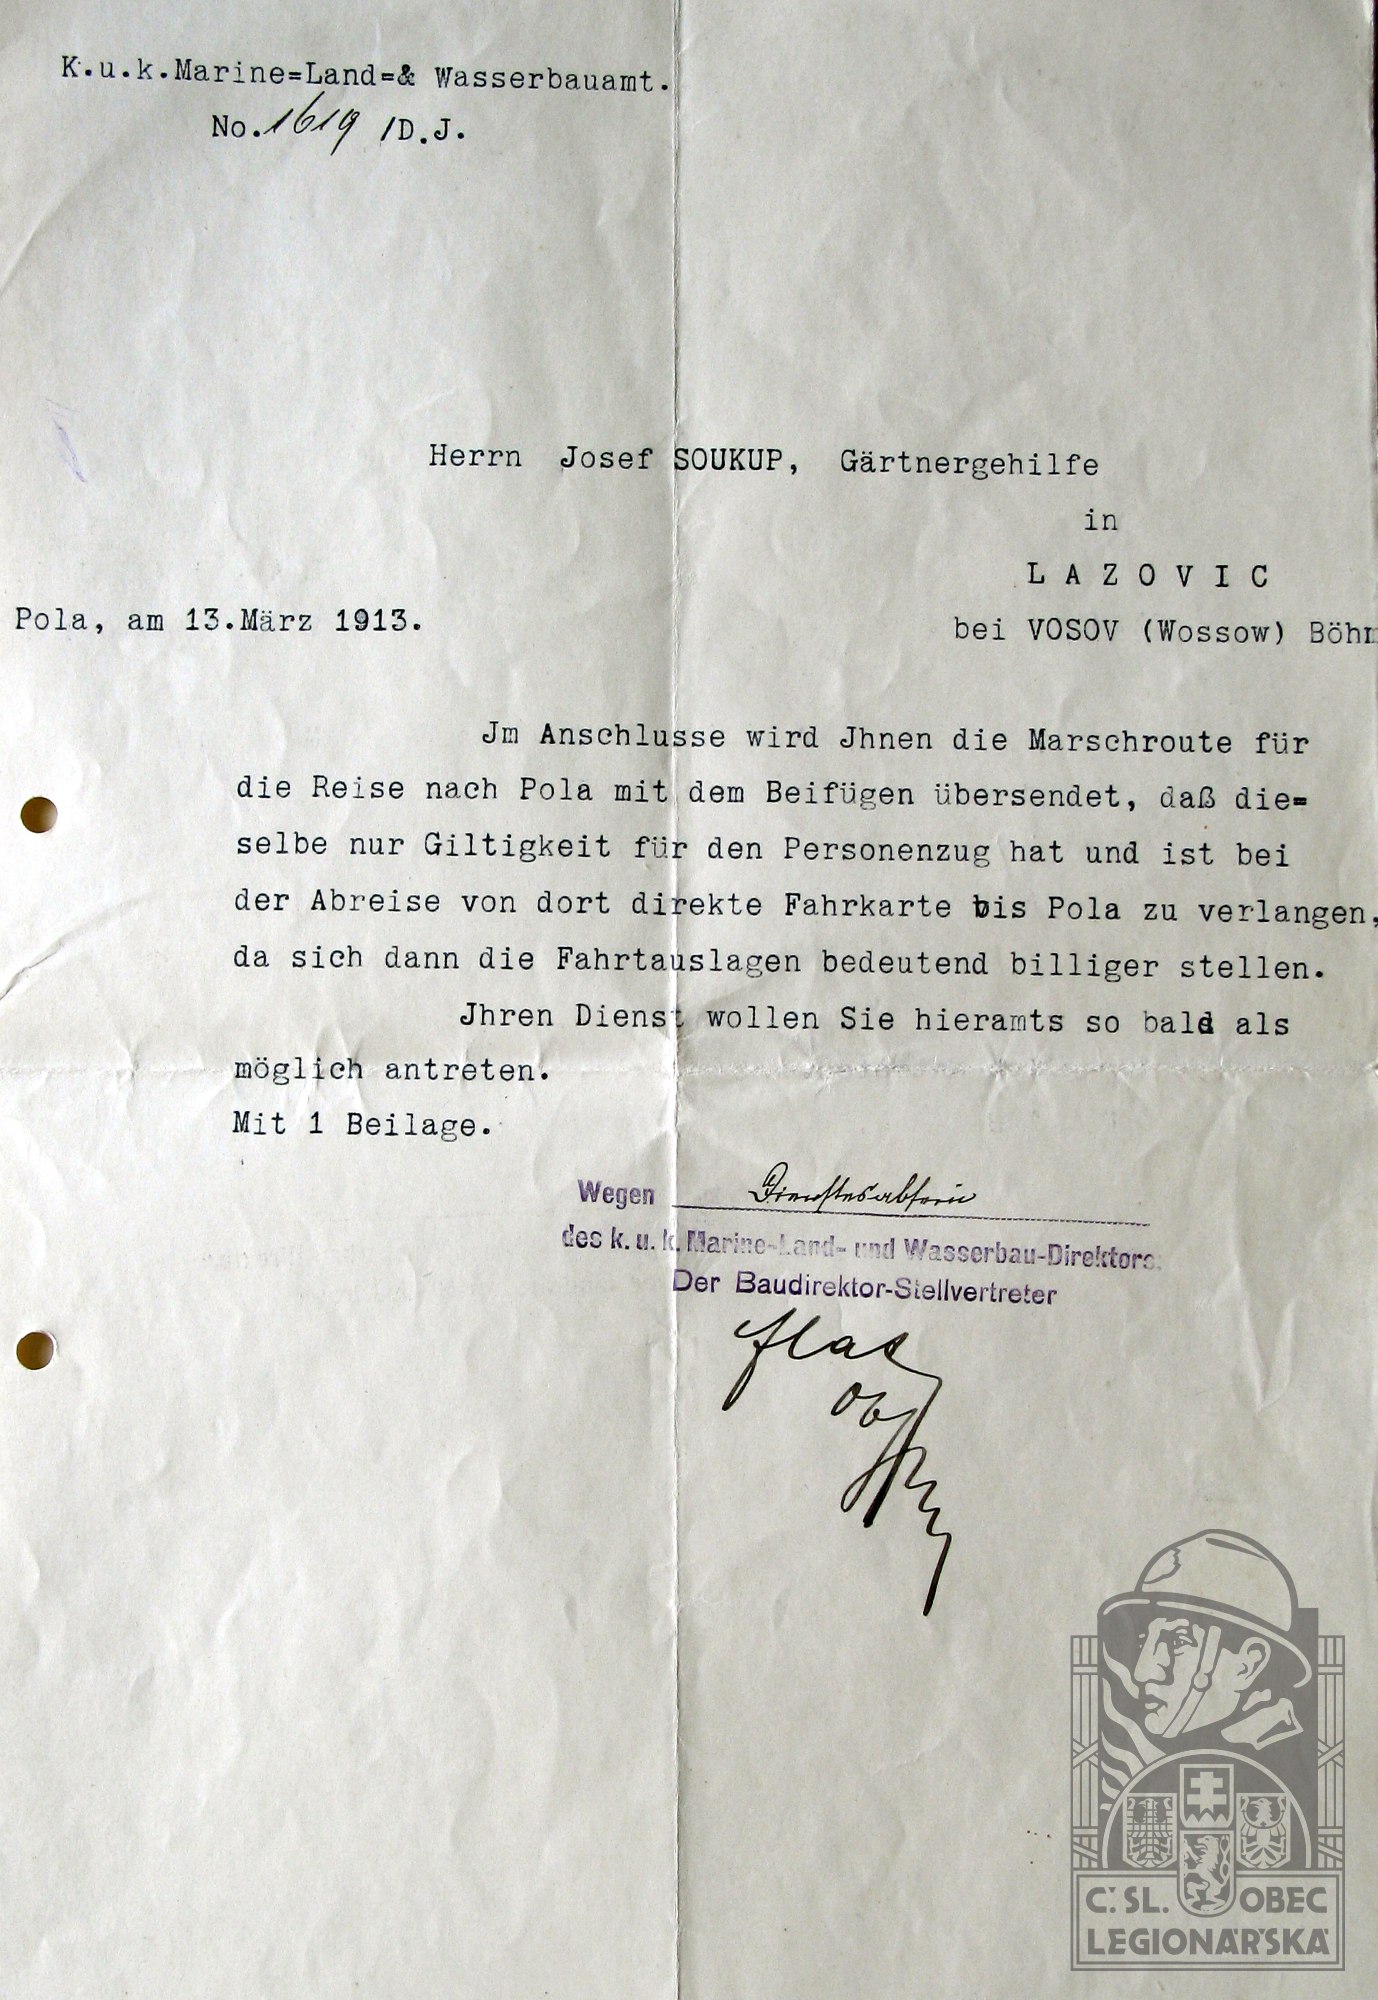 K.u.k.Marine=Land=& Wasserbauamt.
No.1619 /D.J.
Herrn Josef SOUKUP, Gärtnergehilfe
in
LAZOVIC
Pola, am 13.März 1913.
bei VOSOV (Wossow) Böhm
Jm Anschlusse wird Jhnen die Marschroute für
die Reise nach Pola mit dem Beifügen übersendet, daß die=
selbe nur Giltigkeit für den Personenzug hat und ist bei
der Abreise von dort direkte Fahrkarte bis Pola zu verlangen,
da sich dann die Fahrtauslagen bedeutend billiger stellen.
Jhren Dienst wollen Sie hieramts so bald als
möglich antreten.
Mit 1 Beilage.
Wegen Dienstesabsein
des k. u. k. Marine-Land- und Wasserbau-Direktors:
Der Baudirektor-Stellvertreter
Č. SL. OBEC
LEGIONÁŘSKÁ